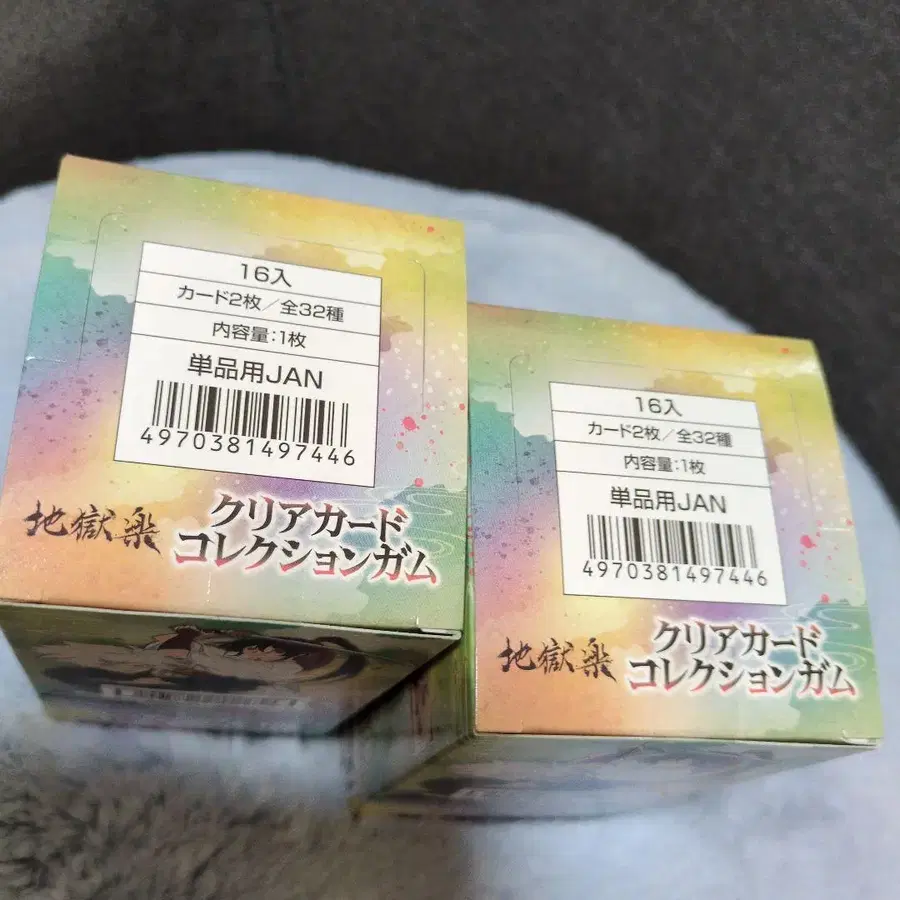 16入
カード2枚／全32種
内容量:1枚
単品用JAN
4970381497446
地獄楽
クリアカード
コレクションガム
16入
カード2枚／全32種
内容量:1枚
単品用JAN
4970381497446
地獄楽
クリアカード
コレクションガム